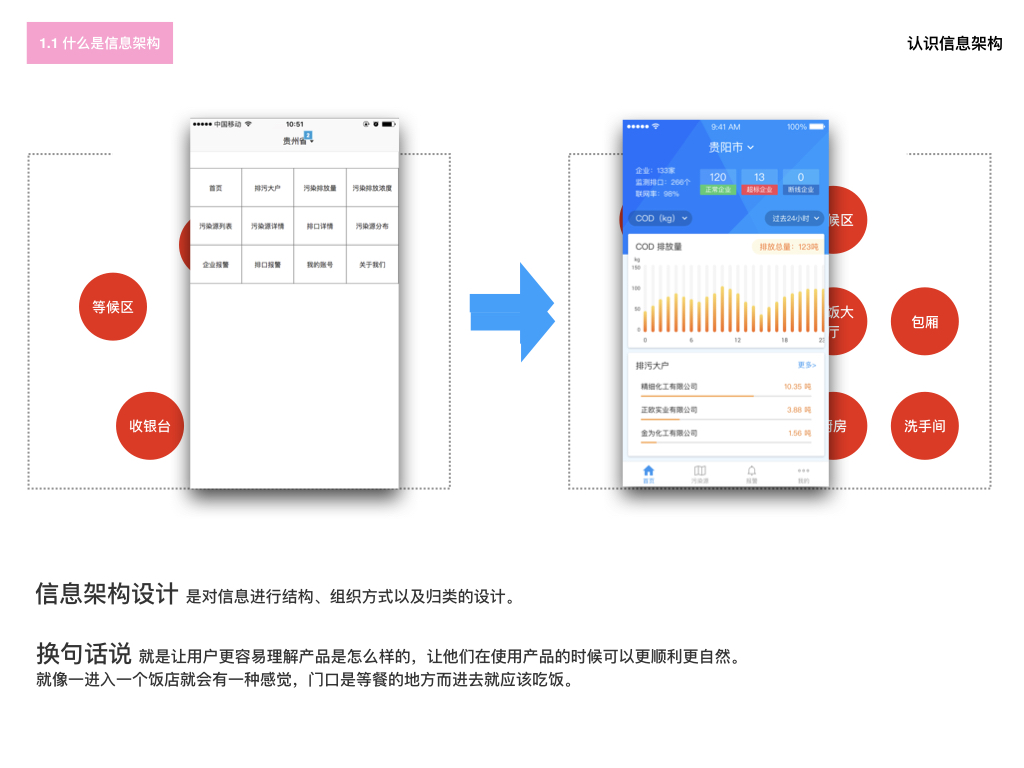 1.1 什么是信息架构
认识信息架构
中国移动
10:51
贵州省
2
首页
排污大户
污染排放量
污染排放浓度
污染源列表
污染源详情
排口详情
污染源分布
企业报警
排口报警
我的账号
关于我们
等候区
收银台
9:41 AM
100%
贵阳市
企业：133家
监测排口：266个
联网率：98%
120
正常企业
13
超标企业
0
断线企业
COD（kg）
过去24小时
COD 排放量
排放总量：123吨
kg
150
100
50
0
0
6
12
18
23
排污大户
更多>
精细化工有限公司
10.35 吨
正欧实业有限公司
3.88 吨
金为化工有限公司
1.56 吨
首页
污染源
报警
我的
候区
饭大
厅
包厢
房
洗手间
信息架构设计 是对信息进行结构、组织方式以及归类的设计。
换句话说 就是让用户更容易理解产品是怎么样的，让他们在使用产品的时候可以更顺利更自然。
就像一进入一个饭店就会有一种感觉，门口是等餐的地方而进去就应该吃饭。